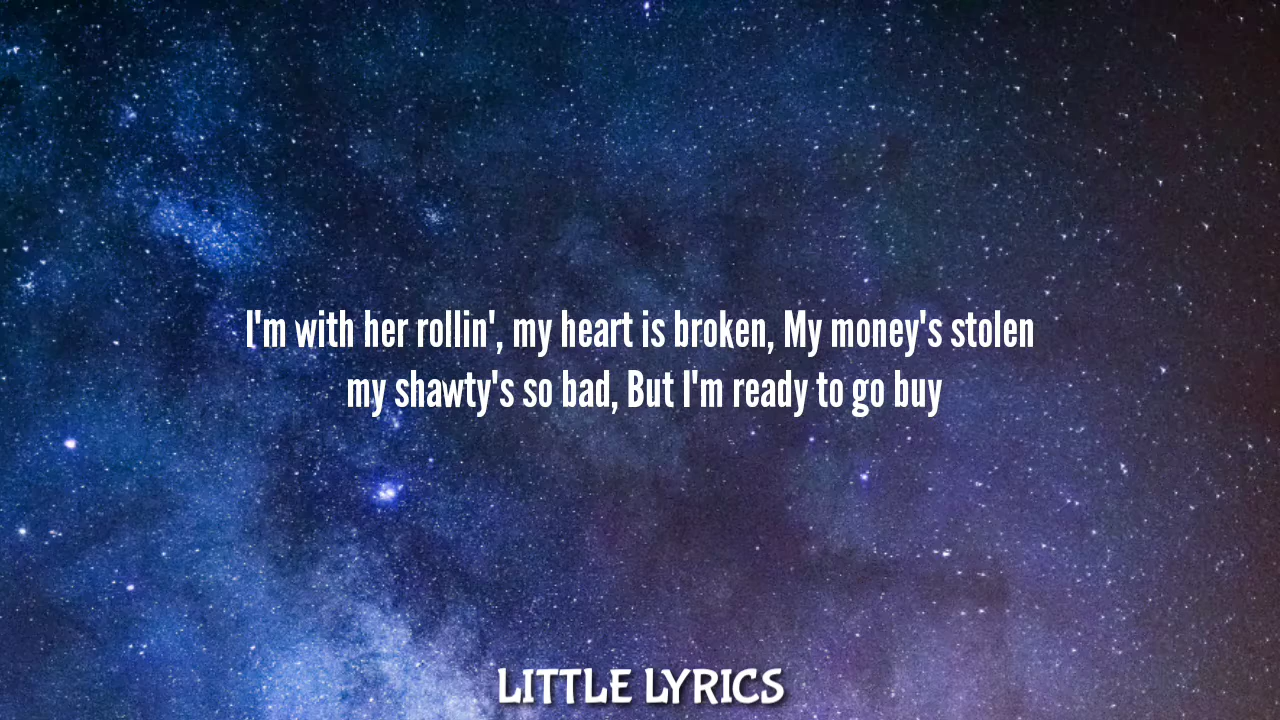 I'm with her rollin', my heart is broken, My money's stolen
my shawty's so bad, But I'm ready to go buy
LITTLE LYRICS